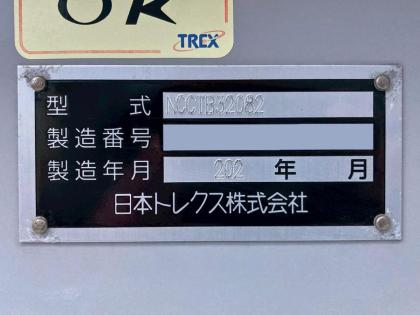 OK
TREX
型 式 NCCTB32082
製造番号
製造年月 202 年 月
日本トレクス株式会社